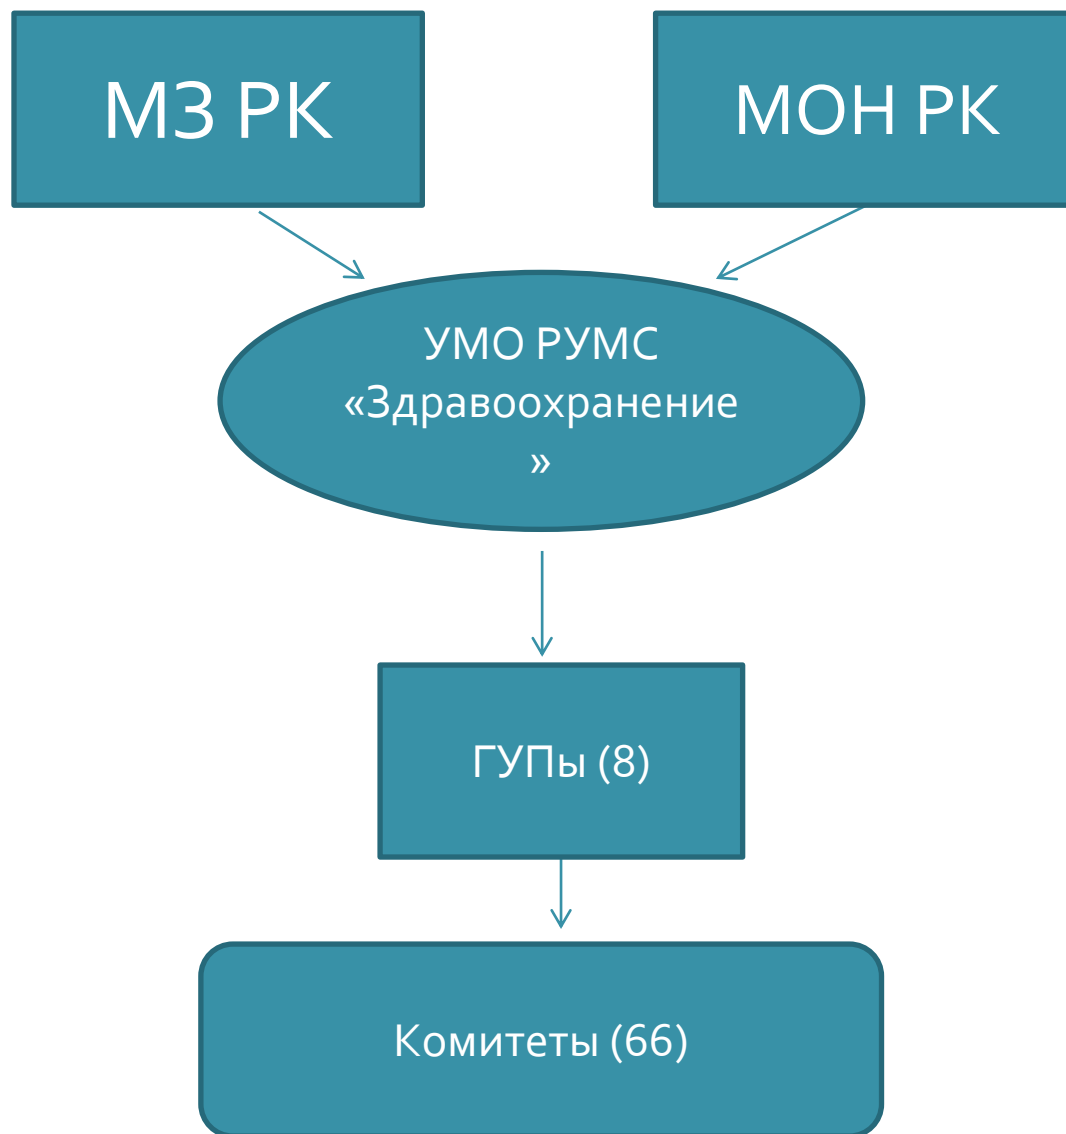 МЗ РК
МОН РК
УМО РУМС
«Здравоохранение
»
ГУПы (8)
Комитеты (66)